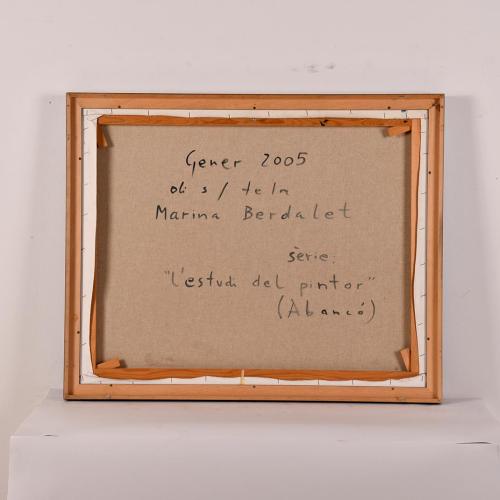 Gener 2005
oli s/ tela
Marina Berdalet
sèrie:
"l'estudi del pintor"
(Abancó)